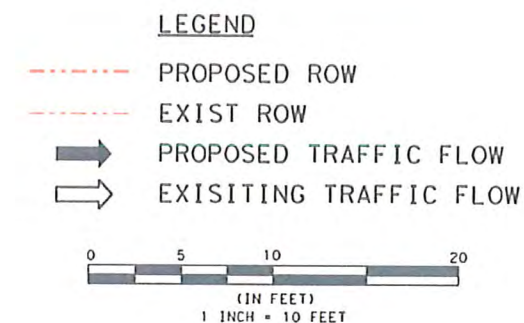 LEGEND
PROPOSED ROW
EXIST ROW
PROPOSED TRAFFIC FLOW
EXISITING TRAFFIC FLOW
0 5 10 20
(IN FEET)
1 INCH = 10 FEET